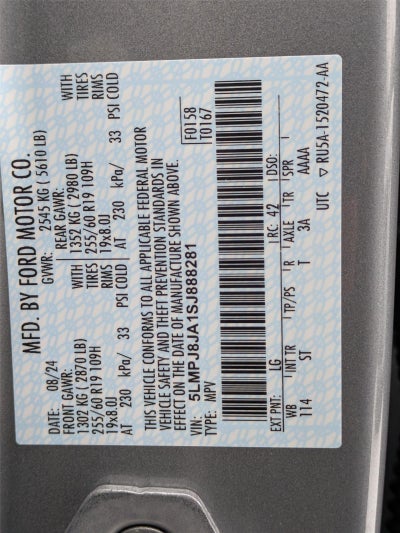 MFD. BY FORD MOTOR CO.
DATE: 08/24 GVWR: 2545 KG (5610 LB)
FRONT GAWR: REAR GAWR:
1302 KG (2870 LB) WITH 1352 KG (2980 LB) WITH
255/60 R19 109H TIRES 255/60 R19 109H TIRES
19x8.0J RIMS 19x8.0J RIMS
AT 230 kPa/ 33 PSI COLD AT 230 kPa/ 33 PSI COLD
THIS VEHICLE CONFORMS TO ALL APPLICABLE FEDERAL MOTOR
VEHICLE SAFETY AND THEFT PREVENTION STANDARDS IN
EFFECT ON THE DATE OF MANUFACTURE SHOWN ABOVE.
VIN: 5LMPJ8JA1SJ888281 F0158
TYPE: MPV T0167
EXT PNT: LG RC: 42 DSO:
WB INT TR TP/PS R AXLE TR SPR
114 ST T 3A AAAA
UTC ▽ RU5A-1520472-AA